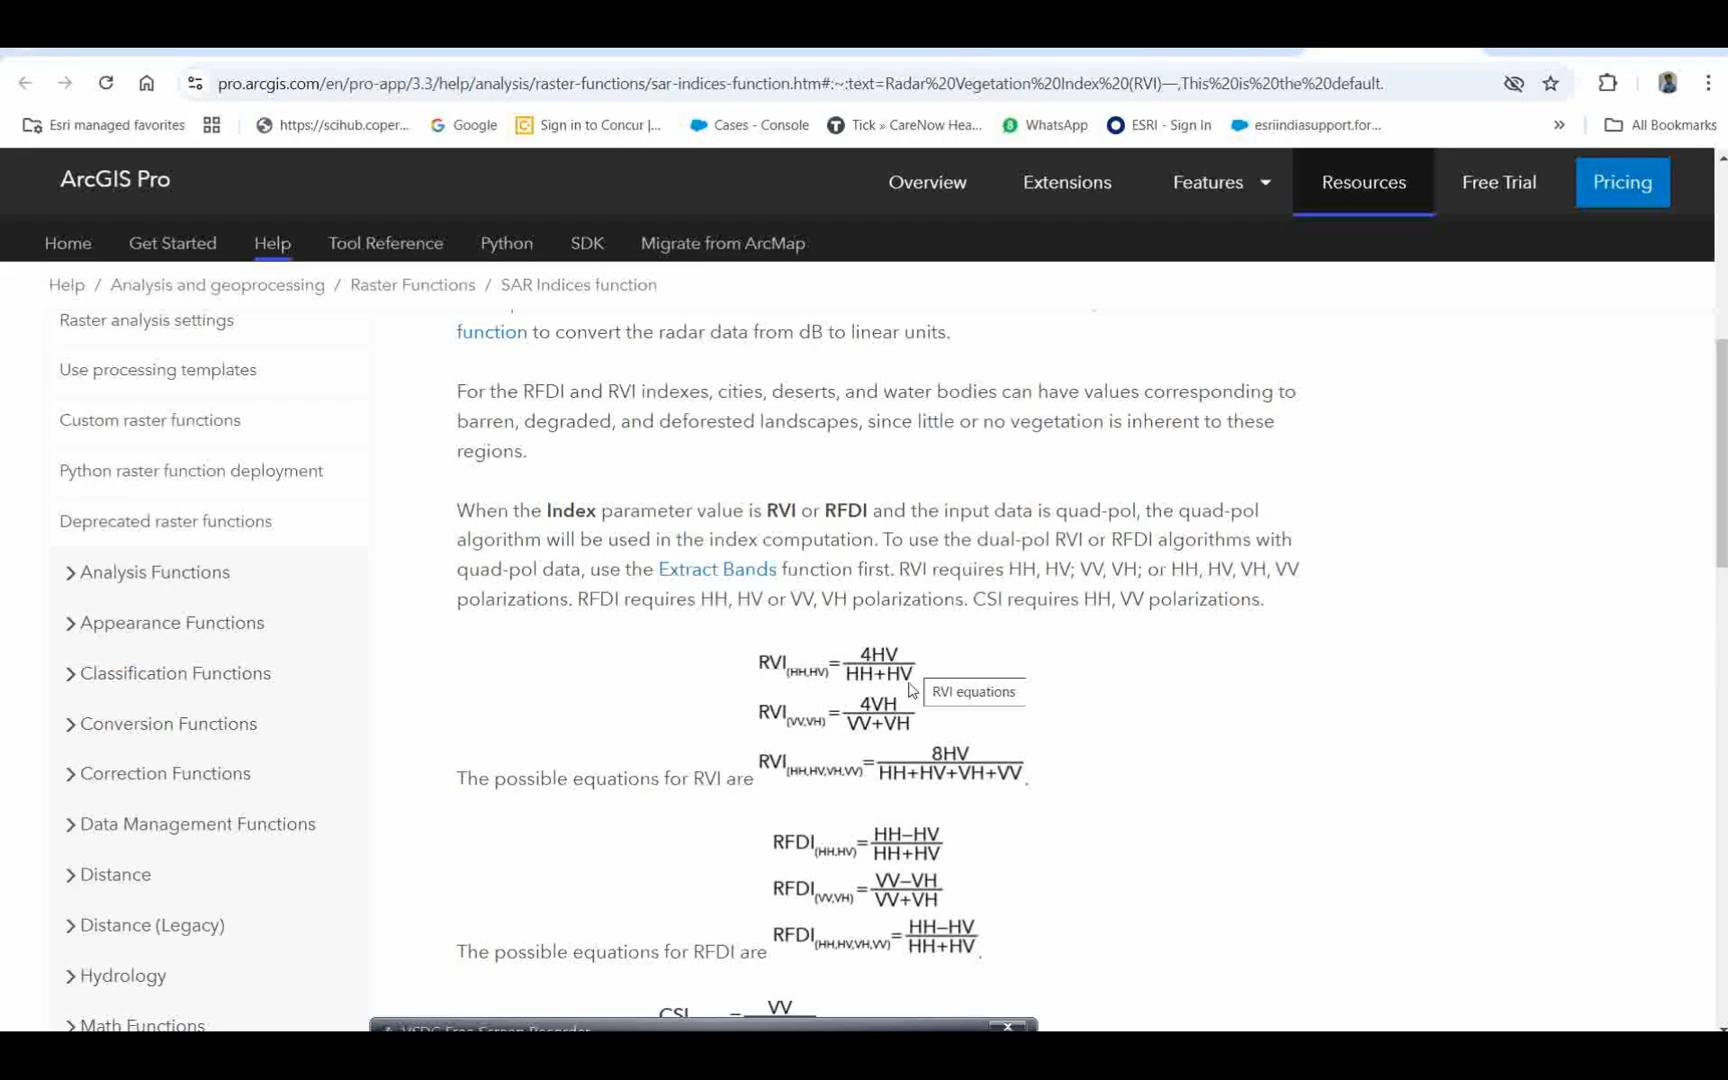 pro.arcgis.com/en/pro-app/3.3/help/analysis/raster-functions/sar-indices-function.htm#:~:text=Radar%20Vegetation%20Index%20(RVI)—,This%20is%20the%20default.
Esri managed favorites
https://scihub.coper...
Google
Sign in to Concur |...
Cases - Console
Tick » CareNow Hea...
WhatsApp
ESRI - Sign In
esriindiasupport.for...
»
All Bookmarks
ArcGIS Pro
Overview
Extensions
Features
Resources
Free Trial
Pricing
Home
Get Started
Help
Tool Reference
Python
SDK
Migrate from ArcMap
Help / Analysis and geoprocessing / Raster Functions / SAR Indices function
Raster analysis settings
Use processing templates
Custom raster functions
Python raster function deployment
Deprecated raster functions
Analysis Functions
Appearance Functions
Classification Functions
Conversion Functions
Correction Functions
Data Management Functions
Distance
Distance (Legacy)
Hydrology
Math Functions
function to convert the radar data from dB to linear units.
For the RFDI and RVI indexes, cities, deserts, and water bodies can have values corresponding to
barren, degraded, and deforested landscapes, since little or no vegetation is inherent to these
regions.
When the Index parameter value is RVI or RFDI and the input data is quad-pol, the quad-pol
algorithm will be used in the index computation. To use the dual-pol RVI or RFDI algorithms with
quad-pol data, use the Extract Bands function first. RVI requires HH, HV; VV, VH; or HH, HV, VH, VV
polarizations. RFDI requires HH, HV or VV, VH polarizations. CSI requires HH, VV polarizations.
RVI(HH,HV)= 4HV
HH+HV
RVI equations
RVI(VV,VH)= 4VH
VV+VH
RVI(HH,HV,VH,VV)= 8HV
HH+HV+VH+VV
The possible equations for RVI are .
RFDI(HH,HV)= HH–HV
HH+HV
RFDI(VV,VH)= VV–VH
VV+VH
RFDI(HH,HV,VH,VV)= HH–HV
HH+HV
The possible equations for RFDI are .
CSI = VV
VSDC Free Screen Recorder